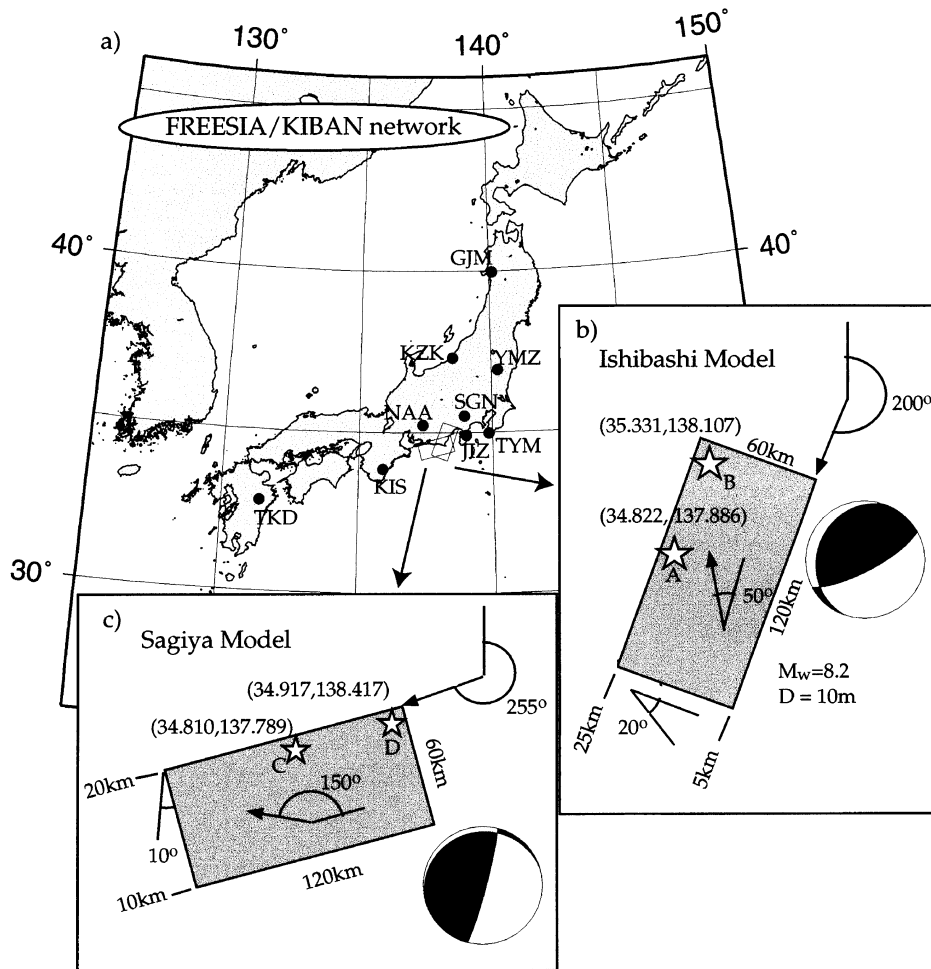 a)
130°
140°
150°
FREESIA/KIBAN network
40°
40°
GJM
KZK
YMZ
NAA
SGN
JIZ
TYM
KIS
TKD
30°
b)
Ishibashi Model
200°
(35.331,138.107)
60km
B
(34.822, 137.886)
A
50°
120km
Mw=8.2
D = 10m
25km
20°
5km
c)
Sagiya Model
(34.917,138.417)
255°
(34.810,137.789)
D
C
60km
20km
150°
10°
120km
10km